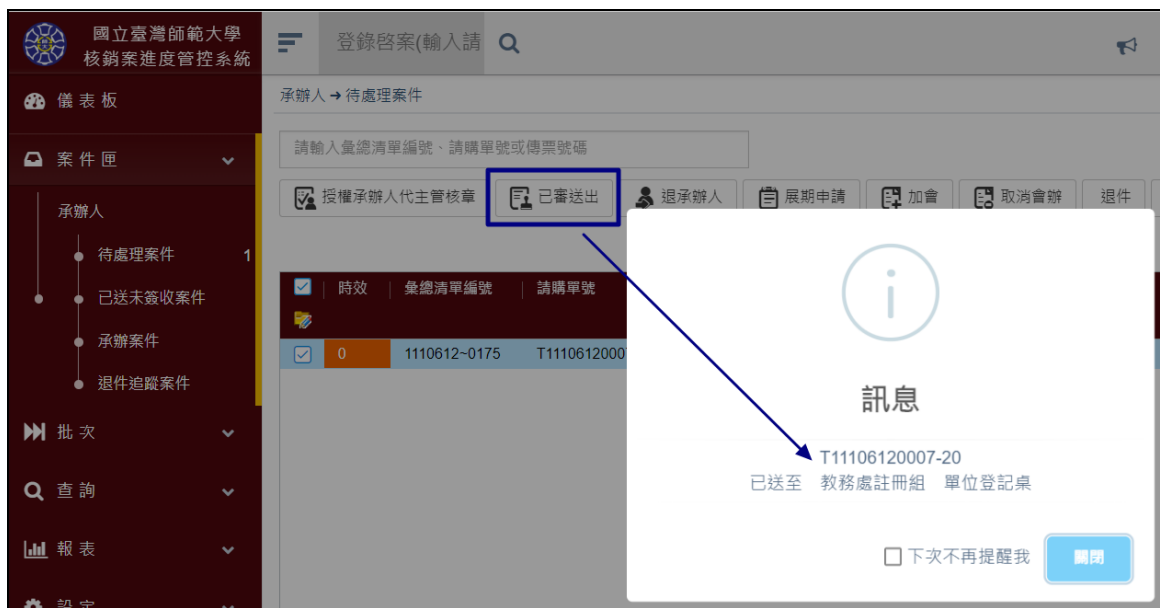 國立臺灣師範大學
核銷案進度管控系統
登錄啓案(輸入請
儀表板
承辦人➔待處理案件
案件匣
請輸入彙總清單編號、請購單號或傳票號碼
授權承辦人代主管核章
已審送出
退承辦人
展期申請
加會
取消會辦
退件
承辦人
待處理案件 1
已送未簽收案件
承辦案件
退件追蹤案件
時效 彙總清單編號 請購單號
0 1110612~0175 T1110612000
訊息
T11106120007-20
已送至 教務處註冊組 單位登記桌
下次不再提醒我
關閉
批次
查詢
報表
設定